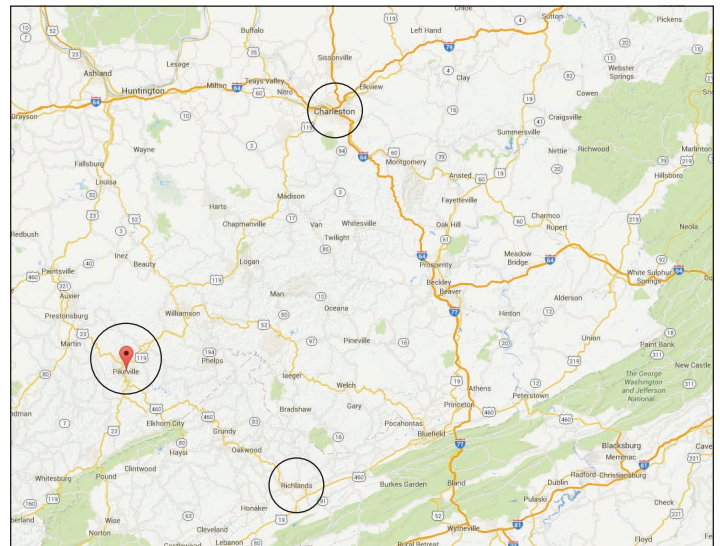 Chloe
Sutton
Pickens
Buffalo
Left Hand
Sissonville
Lesage
Ashland
Teays Valley
Elkview
Clay
Webster
Springs
Huntington
Milton
Nitro
Cowen
Grayson
Charleston
Craigsville
Summersville
Wayne
Nettie
Richwood
Marlinton
Fallsburg
Montgomery
Ansted
Hillsboro
Louisa
Madison
Fayetteville
Harts
Chapmanville
Van
Whitesville
Oak Hill
Charmco
Rupert
Neola
Redbush
Twilight
Inez
Beauty
Logan
Prosperity
Meadow
Bridge
Paintsville
Beckley
Beaver
White Sulphur
Springs
Auxier
Man
Oceana
Alderson
Prestonsburg
Williamson
Hinton
Martin
Pineville
Union
Paint Bank
Phelps
New Castle
Pikeville
Iaeger
Welch
Athens
The George
Washington
and Jefferson
National
Bradshaw
Gary
Princeton
Peterstown
Elkhorn City
Grundy
Pocahontas
Bluefield
Haysi
Oakwood
Blacksburg
Merrimac
Whitesburg
Pound
Clintwood
Richlands
Burkes Garden
Bland
Radford
Christiansburg
Dublin
Honaker
Pulaski
Check
Wise
Cleveland
Wytheville
Norton
Lebanon
Rural Retreat
Floyd